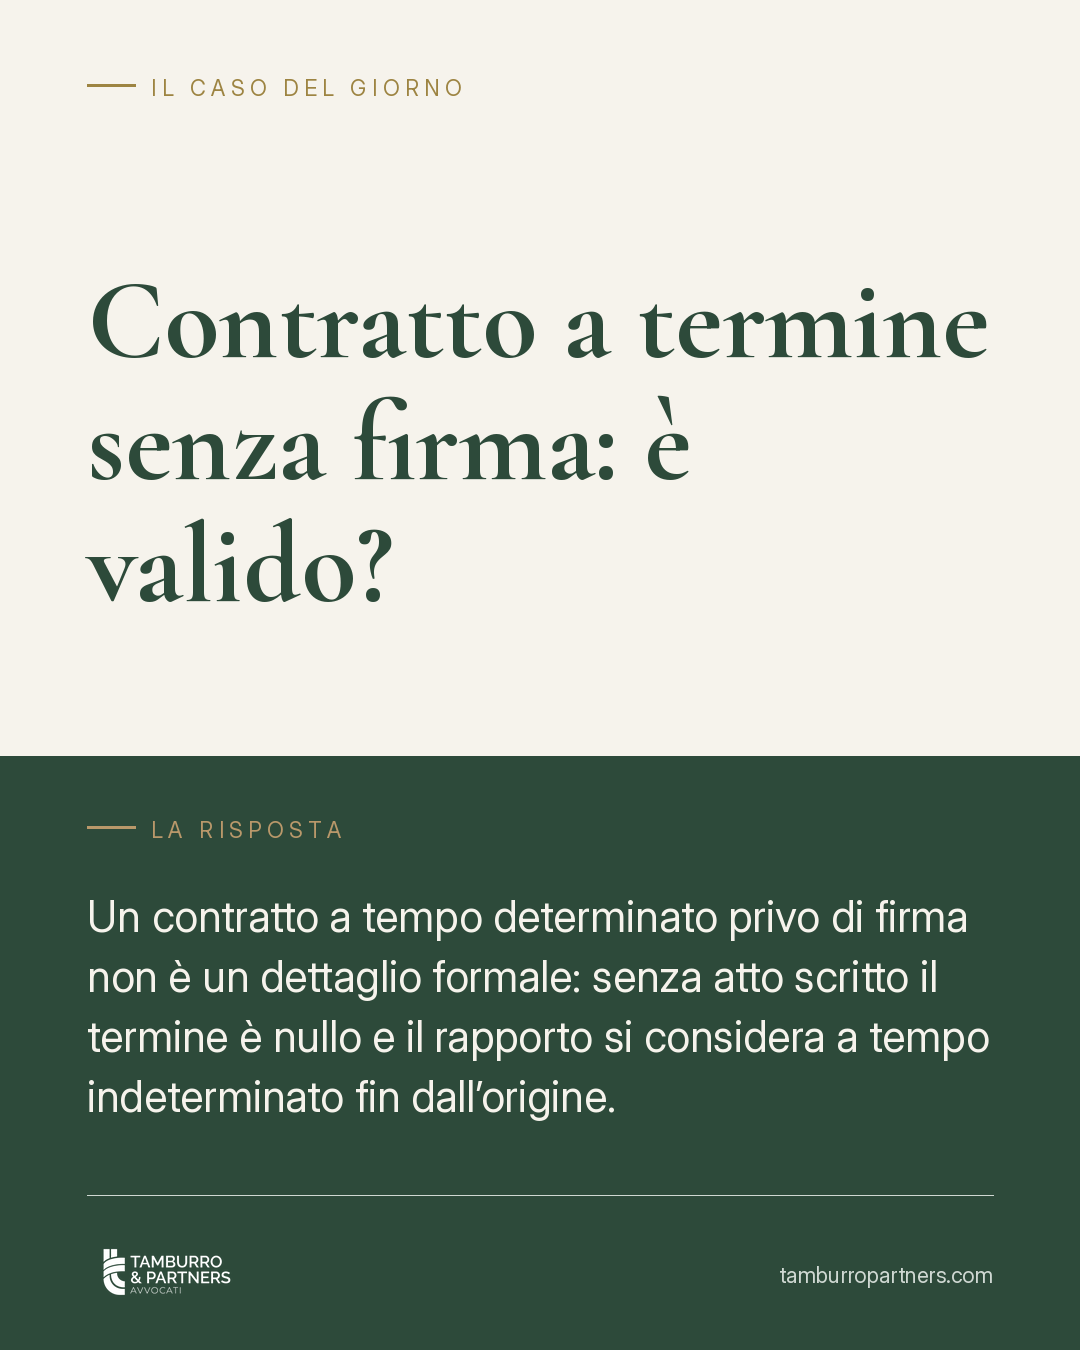 IL CASO DEL GIORNO
Contratto a termine
senza firma: è
valido?
LA RISPOSTA
Un contratto a tempo determinato privo di firma
non è un dettaglio formale: senza atto scritto il
termine è nullo e il rapporto si considera a tempo
indeterminato fin dall’origine.
TAMBURRO
& PARTNERS
AVVOCATI
tamburropartners.com